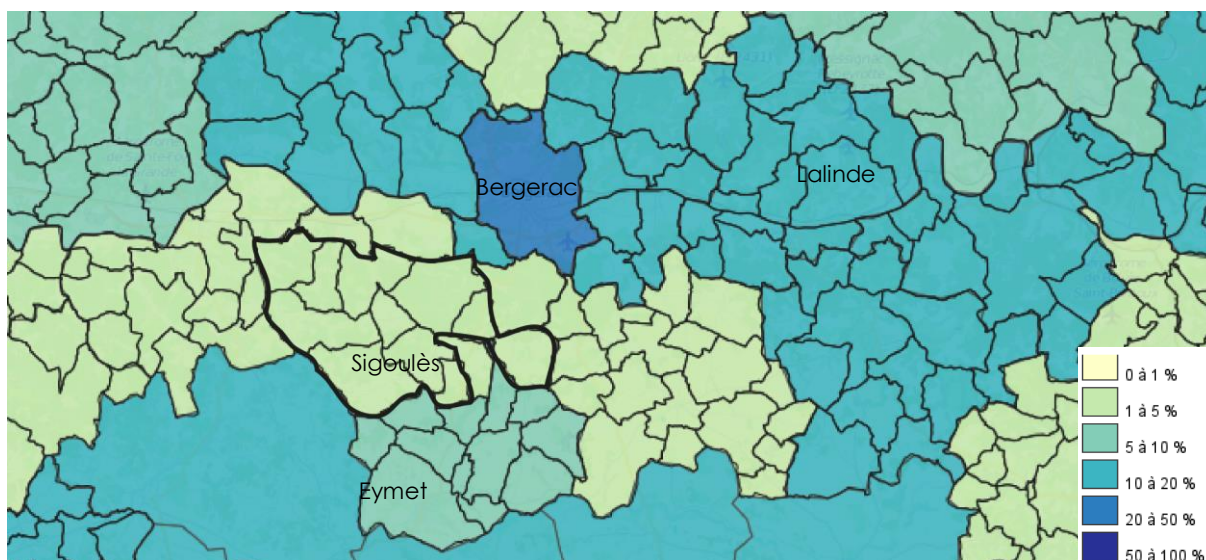 Bergerac
Lalinde
Sigoulès
Eymet
0 à 1 %
1 à 5 %
5 à 10 %
10 à 20 %
20 à 50 %
50 à 100 %